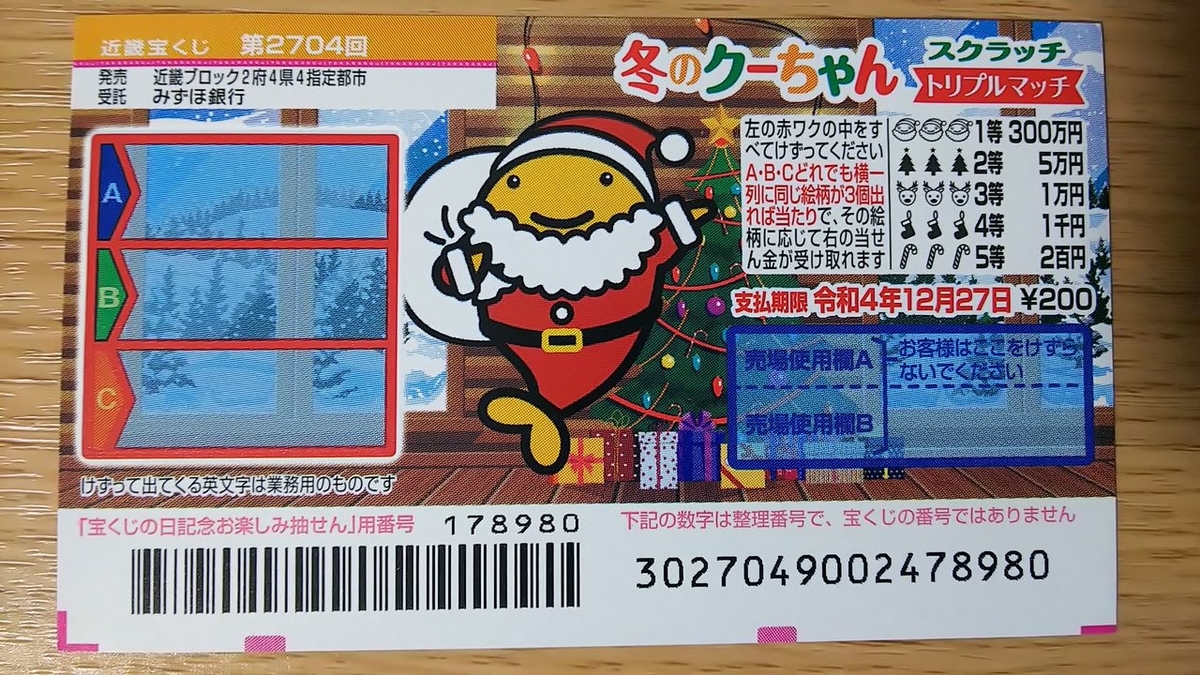 近畿宝くじ 第2704回
発売 近畿ブロック2府4県4指定都市
受託 みずほ銀行
冬のクーちゃん
スクラッチ
トリプルマッチ
A
B
C
けずって出てくる英文字は業務用のものです
左の赤ワクの中をす
べてけずってください
A・B・Cどれでも横一
列に同じ絵柄が3個出
れば当たりで、その絵
柄に応じて右の当せ
ん金が受け取れます
1等 300万円
2等 5万円
3等 1万円
4等 1千円
5等 2百円
支払期限 令和4年12月27日 ¥200
売場使用欄A
売場使用欄B
お客様はここをけずら
ないでください
「宝くじの日記念お楽しみ抽せん」用番号 178980
下記の数字は整理番号で、宝くじの番号ではありません
3027049002478980